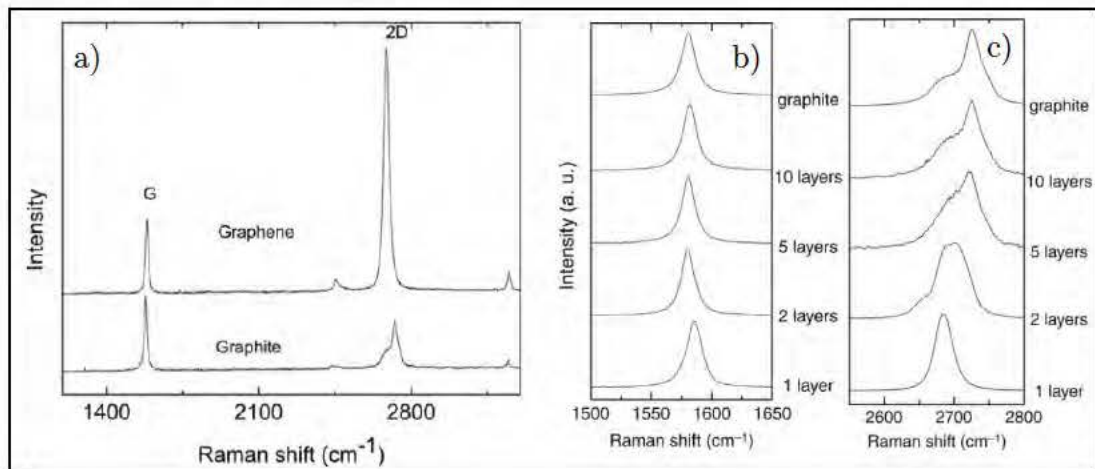 a)
2D
G
Graphene
Graphite
Intensity
1400
2100
2800
Raman shift (cm⁻¹)
b)
graphite
10 layers
5 layers
2 layers
1 layer
Intensity (a. u.)
1500
1550
1600
1650
Raman shift (cm⁻¹)
c)
graphite
10 layers
5 layers
2 layers
1 layer
2600
2700
2800
Raman shift (cm⁻¹)